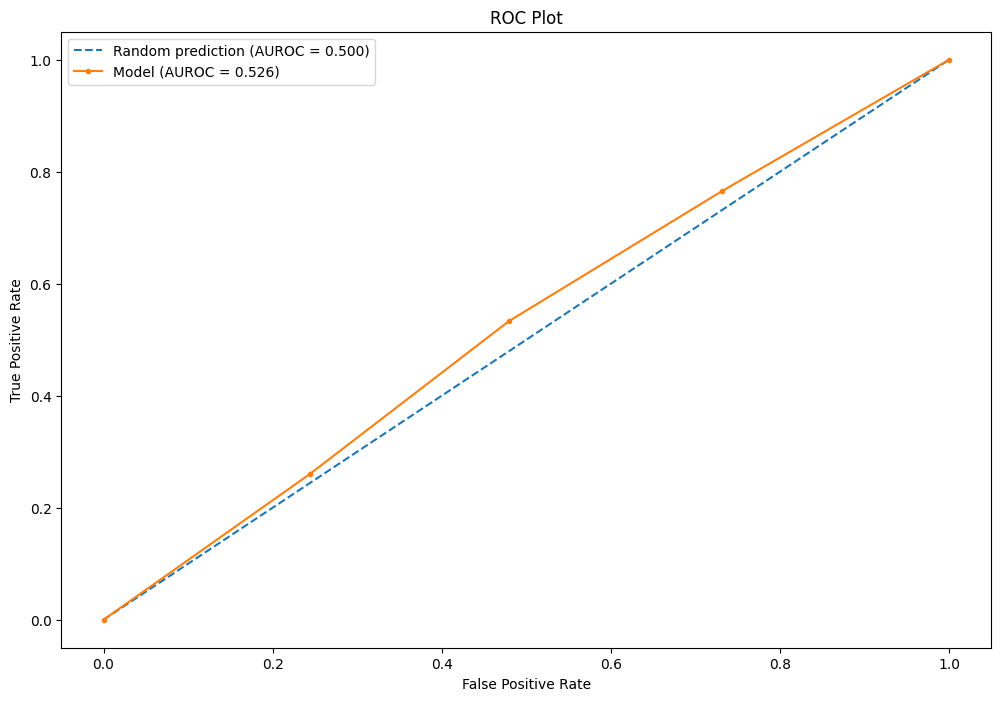 ROC Plot
Random prediction (AUROC = 0.500)
Model (AUROC = 0.526)
True Positive Rate
1.0
0.8
0.6
0.4
0.2
0.0
0.0 0.2 0.4 0.6 0.8 1.0
False Positive Rate